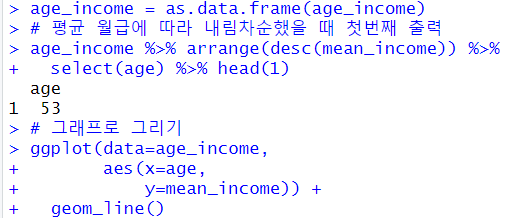 > age_income = as.data.frame(age_income)
> # 평균 월급에 따라 내림차순했을 때 첫번째 출력
> age_income %>% arrange(desc(mean_income)) %>%
+   select(age) %>% head(1)
  age
1  53
> # 그래프로 그리기
> ggplot(data=age_income,
+        aes(x=age,
+            y=mean_income)) +
+   geom_line()